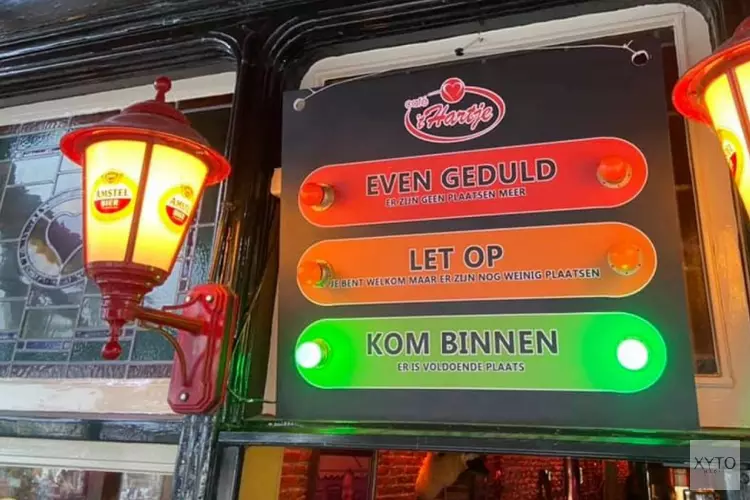 café
't Hartje
EVEN GEDULD
ER ZIJN GEEN PLAATSEN MEER
AMSTEL
BIER
LET OP
JE BENT WELKOM MAAR ER ZIJN NOG WEINIG PLAATSEN
KOM BINNEN
ER IS VOLDOENDE PLAATS
XYTO